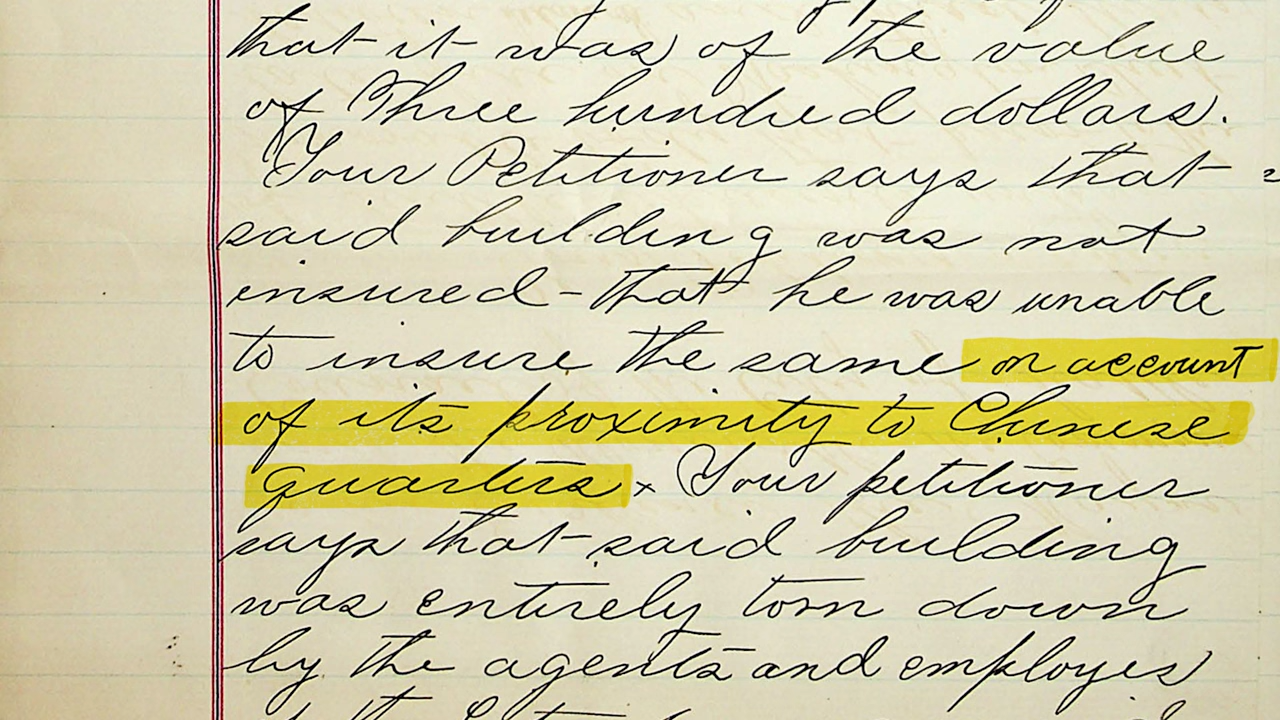 that it was of the value
of Three hundred dollars.
Your Petitioner says that
said building was not
insured - that he was unable
to insure the same on account
of its proximity to Chinese
quarters x Your petitioner
says that said building
was entirely torn down
by the agents and employes